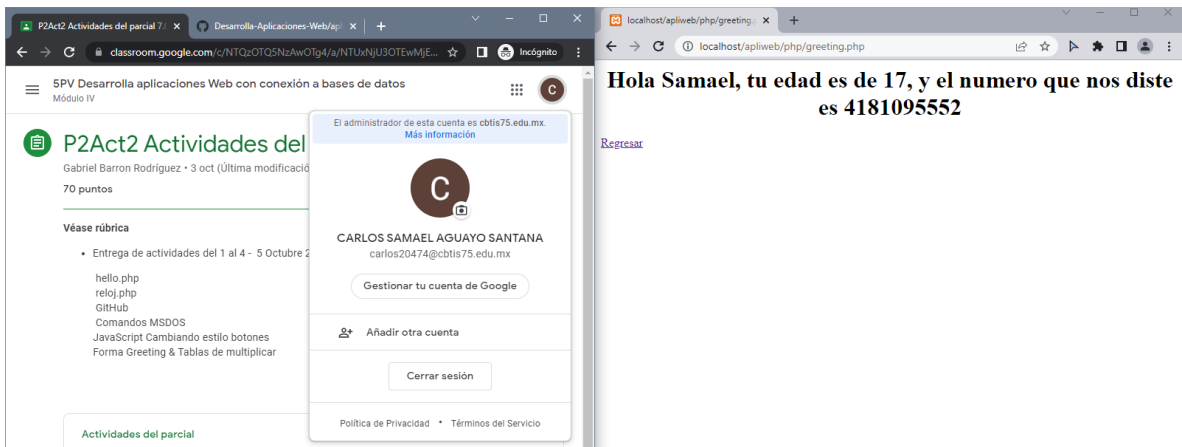 P2Act2 Actividades del parcial 7.
Desarrolla-Aplicaciones-Web/apl
classroom.google.com/c/NTQzOTQ5NzAwOTg4/a/NTUxNjU3OTEwMjE...
Incógnito
5PV Desarrolla aplicaciones Web con conexión a bases de datos
Módulo IV
C
P2Act2 Actividades del
Gabriel Barron Rodríguez • 3 oct (Última modificació
70 puntos
Véase rúbrica
• Entrega de actividades del 1 al 4 - 5 Octubre 2
hello.php
reloj.php
GitHub
Comandos MSDOS
JavaScript Cambiando estilo botones
Forma Greeting & Tablas de multiplicar
Actividades del parcial
El administrador de esta cuenta es cbtis75.edu.mx.
Más información
C
CARLOS SAMAEL AGUAYO SANTANA
carlos20474@cbtis75.edu.mx
Gestionar tu cuenta de Google
Añadir otra cuenta
Cerrar sesión
Política de Privacidad • Términos del Servicio
localhost/apliweb/php/greeting.
localhost/apliweb/php/greeting.php
Hola Samael, tu edad es de 17, y el numero que nos diste
es 4181095552
Regresar